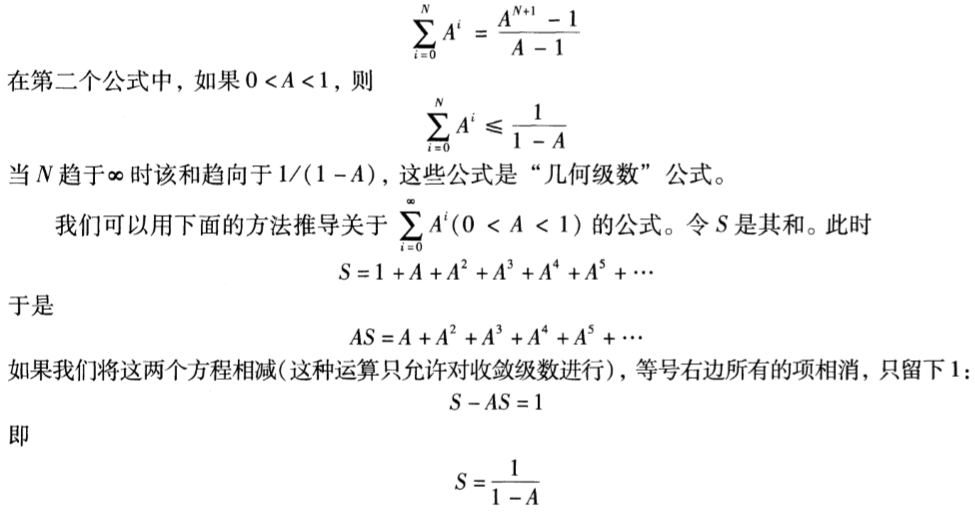 \sum_{i=0}^{N} A^i = \frac{A^{N+1} - 1}{A - 1}
在第二个公式中，如果 0 < A < 1，则
\sum_{i=0}^{N} A^i ≤ \frac{1}{1 - A}
当 N 趋于∞ 时该和趋向于 1/(1 - A)，这些公式是“几何级数”公式。
我们可以用下面的方法推导关于 \sum_{i=0}^{∞} A^i (0 < A < 1) 的公式。令 S 是其和。此时
S = 1 + A + A^2 + A^3 + A^4 + A^5 + ⋯
于是
AS = A + A^2 + A^3 + A^4 + A^5 + ⋯
如果我们将这两个方程相减(这种运算只允许对收敛级数进行)，等号右边所有的项相消，只留下 1：
S - AS = 1
即
S = \frac{1}{1 - A}